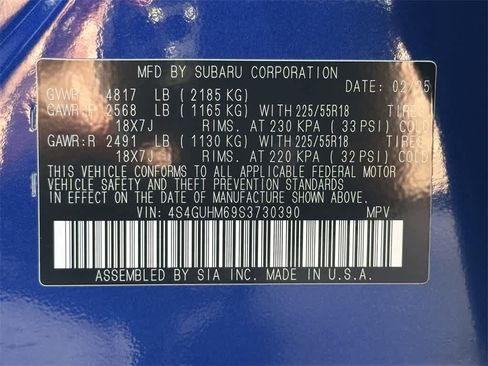 MFD BY SUBARU CORPORATION
DATE: 02/25
GVWR : 4817 LB ( 2185 KG)
GAWR:F 2568 LB ( 1165 KG) WITH 225/55R18 TIRES
18X7J RIMS. AT 230 KPA ( 33 PSI) COLD
GAWR:R 2491 LB ( 1130 KG) WITH 225/55R18 TIRES
18X7J RIMS. AT 220 KPA ( 32 PSI) COLD
THIS VEHICLE CONFORMS TO ALL APPLICABLE FEDERAL MOTOR
VEHICLE SAFETY AND THEFT PREVENTION STANDARDS
IN EFFECT ON THE DATE OF MANUFACTURE SHOWN ABOVE.
VIN: 4S4GUHM69S3730390 MPV
ASSEMBLED BY SIA INC. MADE IN U.S.A.